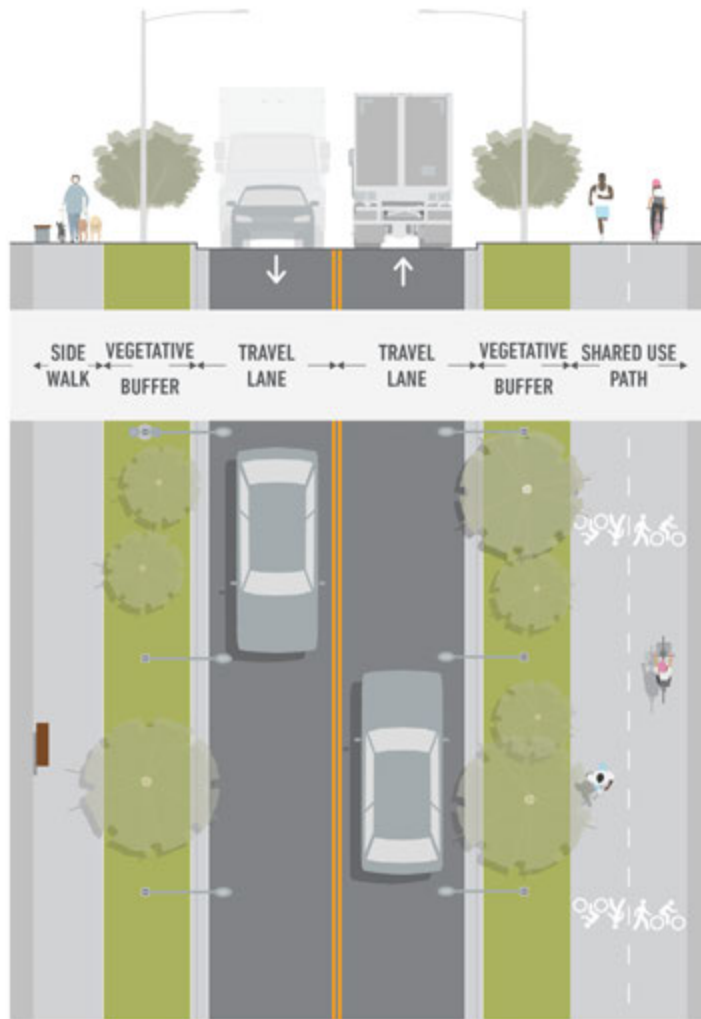 SIDE WALK
VEGETATIVE BUFFER
TRAVEL LANE
TRAVEL LANE
VEGETATIVE BUFFER
SHARED USE PATH